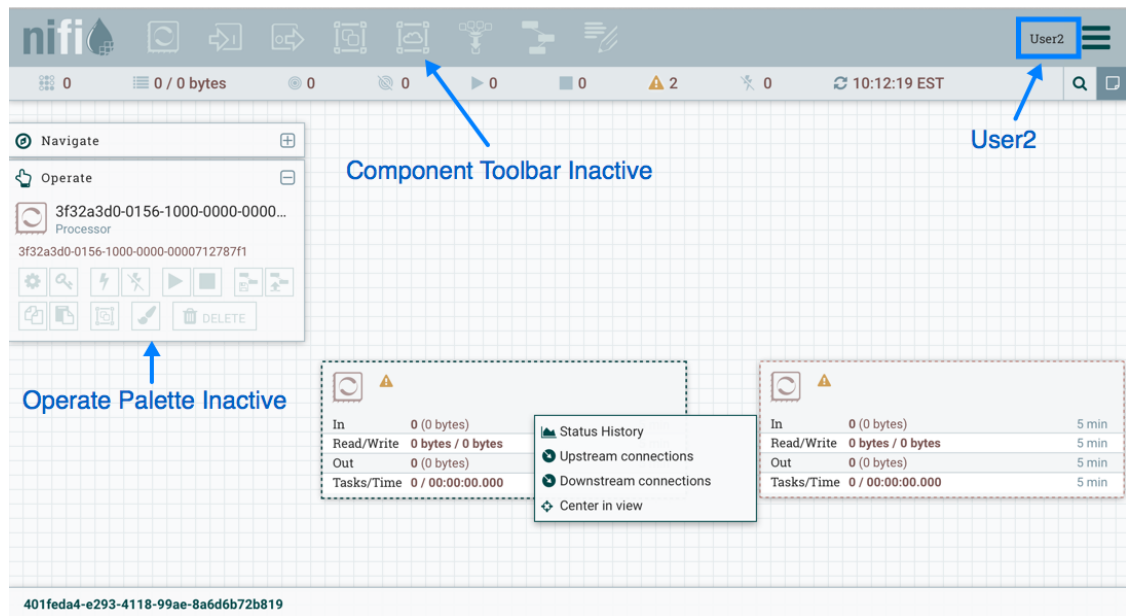 nifi
User2
0
0 / 0 bytes
0
0
0
0
2
0
10:12:19 EST
User2
Component Toolbar Inactive
Navigate
Operate
3f32a3d0-0156-1000-0000-0000...
Processor
3f32a3d0-0156-1000-0000-0000712787f1
DELETE
Operate Palette Inactive
In 0 (0 bytes)
Read/Write 0 bytes / 0 bytes
Out 0 (0 bytes)
Tasks/Time 0 / 00:00:00.000
Status History
Upstream connections
Downstream connections
Center in view
In 0 (0 bytes) 5 min
Read/Write 0 bytes / 0 bytes 5 min
Out 0 (0 bytes) 5 min
Tasks/Time 0 / 00:00:00.000 5 min
401feda4-e293-4118-99ae-8a6d6b72b819